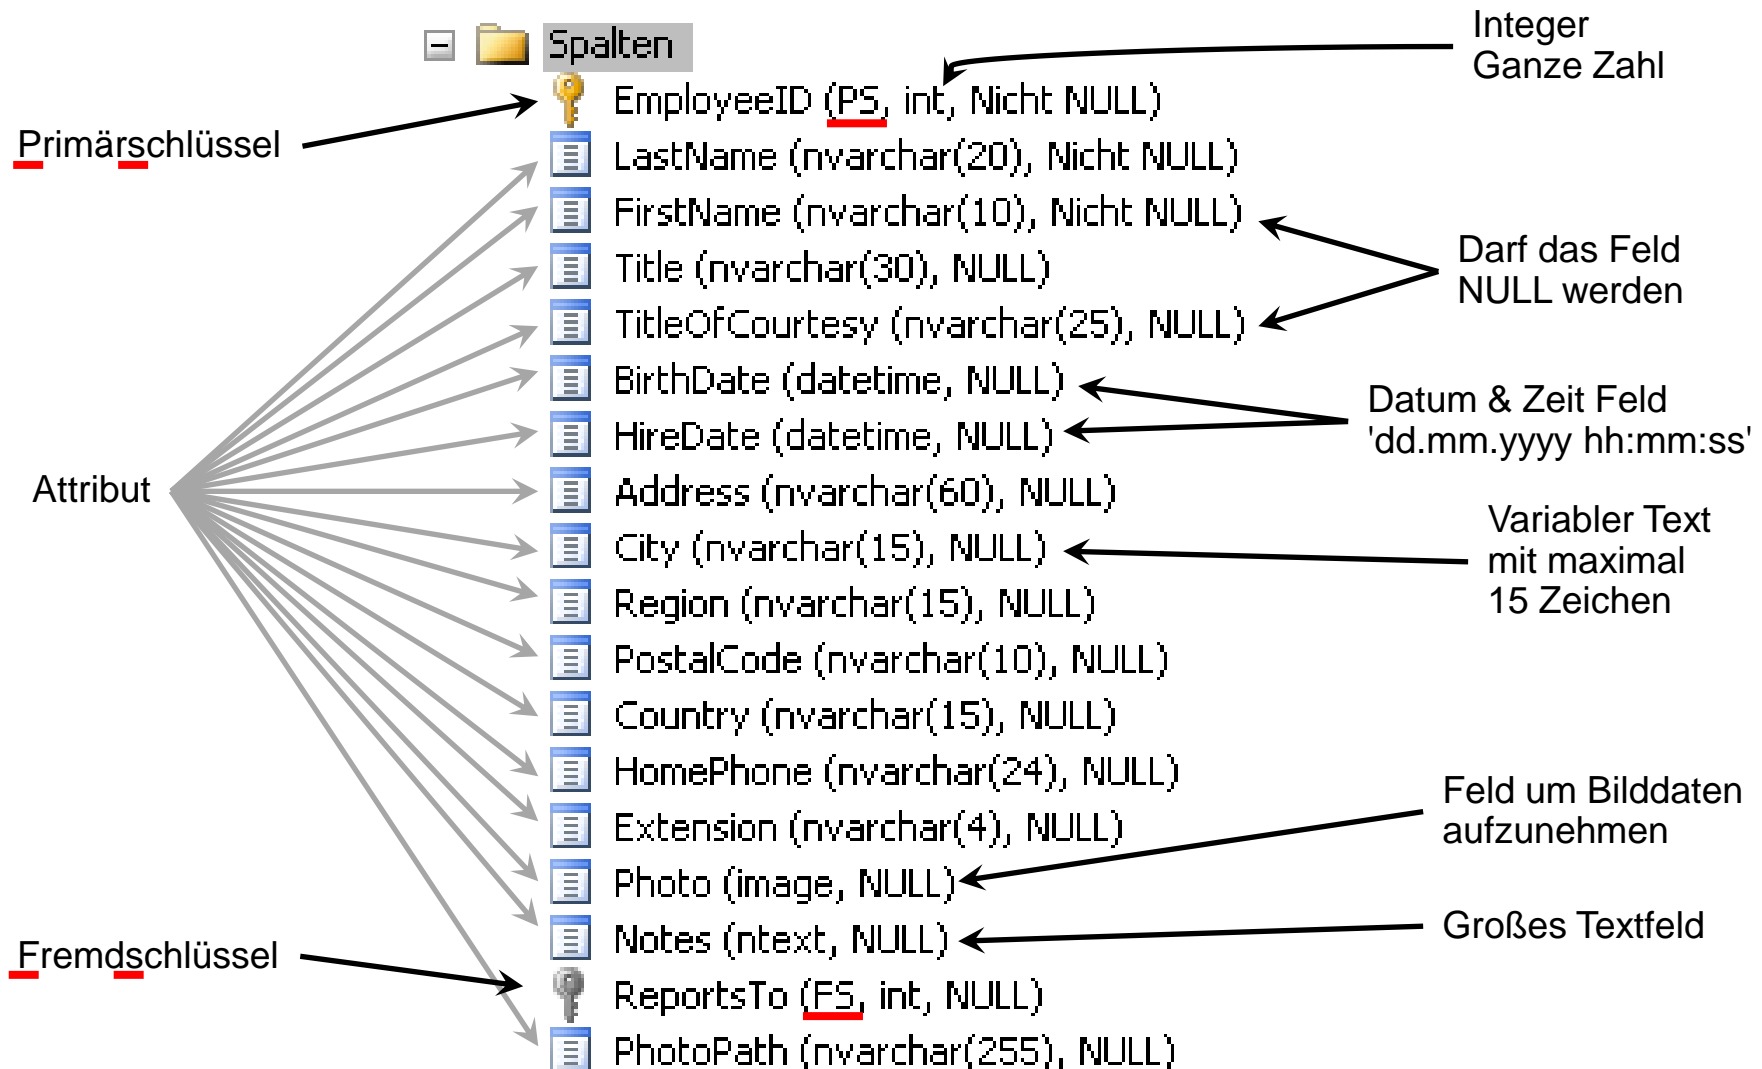 Spalten
EmployeeID (PS, int, Nicht NULL)
LastName (nvarchar(20), Nicht NULL)
FirstName (nvarchar(10), Nicht NULL)
Title (nvarchar(30), NULL)
TitleOfCourtesy (nvarchar(25), NULL)
BirthDate (datetime, NULL)
HireDate (datetime, NULL)
Address (nvarchar(60), NULL)
City (nvarchar(15), NULL)
Region (nvarchar(15), NULL)
PostalCode (nvarchar(10), NULL)
Country (nvarchar(15), NULL)
HomePhone (nvarchar(24), NULL)
Extension (nvarchar(4), NULL)
Photo (image, NULL)
Notes (ntext, NULL)
ReportsTo (FS, int, NULL)
PhotoPath (nvarchar(255), NULL)
Primärschlüssel
Attribut
Fremdschlüssel
Integer
Ganze Zahl
Darf das Feld
NULL werden
Datum & Zeit Feld
'dd.mm.yyyy hh:mm:ss'
Variabler Text
mit maximal
15 Zeichen
Feld um Bilddaten
aufzunehmen
Großes Textfeld